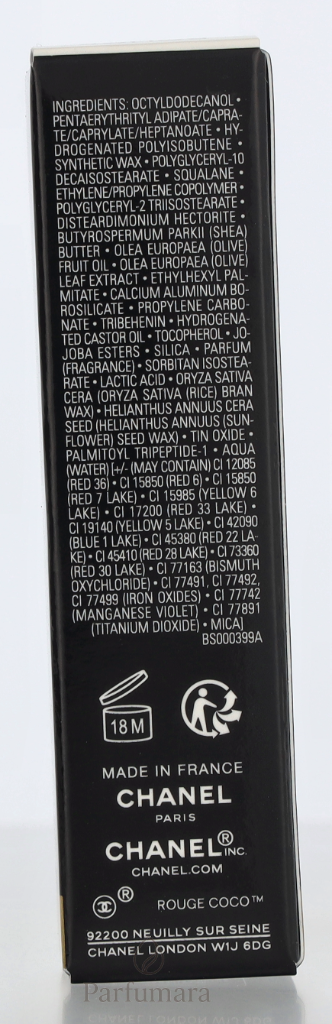 INGREDIENTS: OCTYLDODECANOL •
PENTAERYTHRITYL ADIPATE/CAPRA-
TE/CAPRYLATE/HEPTANOATE • HY-
DROGENATED POLYISOBUTENE •
SYNTHETIC WAX • POLYGLYCERYL-10
DECAISOSTEARATE • SQUALANE •
ETHYLENE/PROPYLENE COPOLYMER •
POLYGLYCERYL-2 TRIISOSTEARATE •
DISTEARDIMONIUM HECTORITE •
BUTYROSPERMUM PARKII (SHEA)
BUTTER • OLEA EUROPAEA (OLIVE)
FRUIT OIL • OLEA EUROPAEA (OLIVE)
LEAF EXTRACT • ETHYLHEXYL PAL-
MITATE • CALCIUM ALUMINUM BO-
ROSILICATE • PROPYLENE CARBO-
NATE • TRIBEHENIN • HYDROGENA-
TED CASTOR OIL • TOCOPHEROL • JO-
JOBA ESTERS • SILICA • PARFUM
(FRAGRANCE) • SORBITAN ISOSTEA-
RATE • LACTIC ACID • ORYZA SATIVA
CERA (ORYZA SATIVA (RICE) BRAN
WAX) • HELIANTHUS ANNUUS CERA
SEED (HELIANTHUS ANNUUS (SUN-
FLOWER) SEED WAX) • TIN OXIDE •
PALMITOYL TRIPEPTIDE-1 • AQUA
(WATER) [+/- (MAY CONTAIN) CI 12085
(RED 36) • CI 15850 (RED 6) • CI 15850
(RED 7 LAKE) • CI 15985 (YELLOW 6
LAKE) • CI 17200 (RED 33 LAKE) •
CI 19140 (YELLOW 5 LAKE) • CI 42090
(BLUE 1 LAKE) • CI 45380 (RED 22 LA-
KE) • CI 45410 (RED 28 LAKE) • CI 73360
(RED 30 LAKE) • CI 77163 (BISMUTH
OXYCHLORIDE) • CI 77491, CI 77492,
CI 77499 (IRON OXIDES) • CI 77742
(MANGANESE VIOLET) • CI 77891
(TITANIUM DIOXIDE) • MICA]
BS000399A
18 M
MADE IN FRANCE
CHANEL
PARIS
CHANEL® INC.
CHANEL.COM
® ROUGE COCO™
92200 NEUILLY SUR SEINE
CHANEL LONDON W1J 6DG
Parfumara